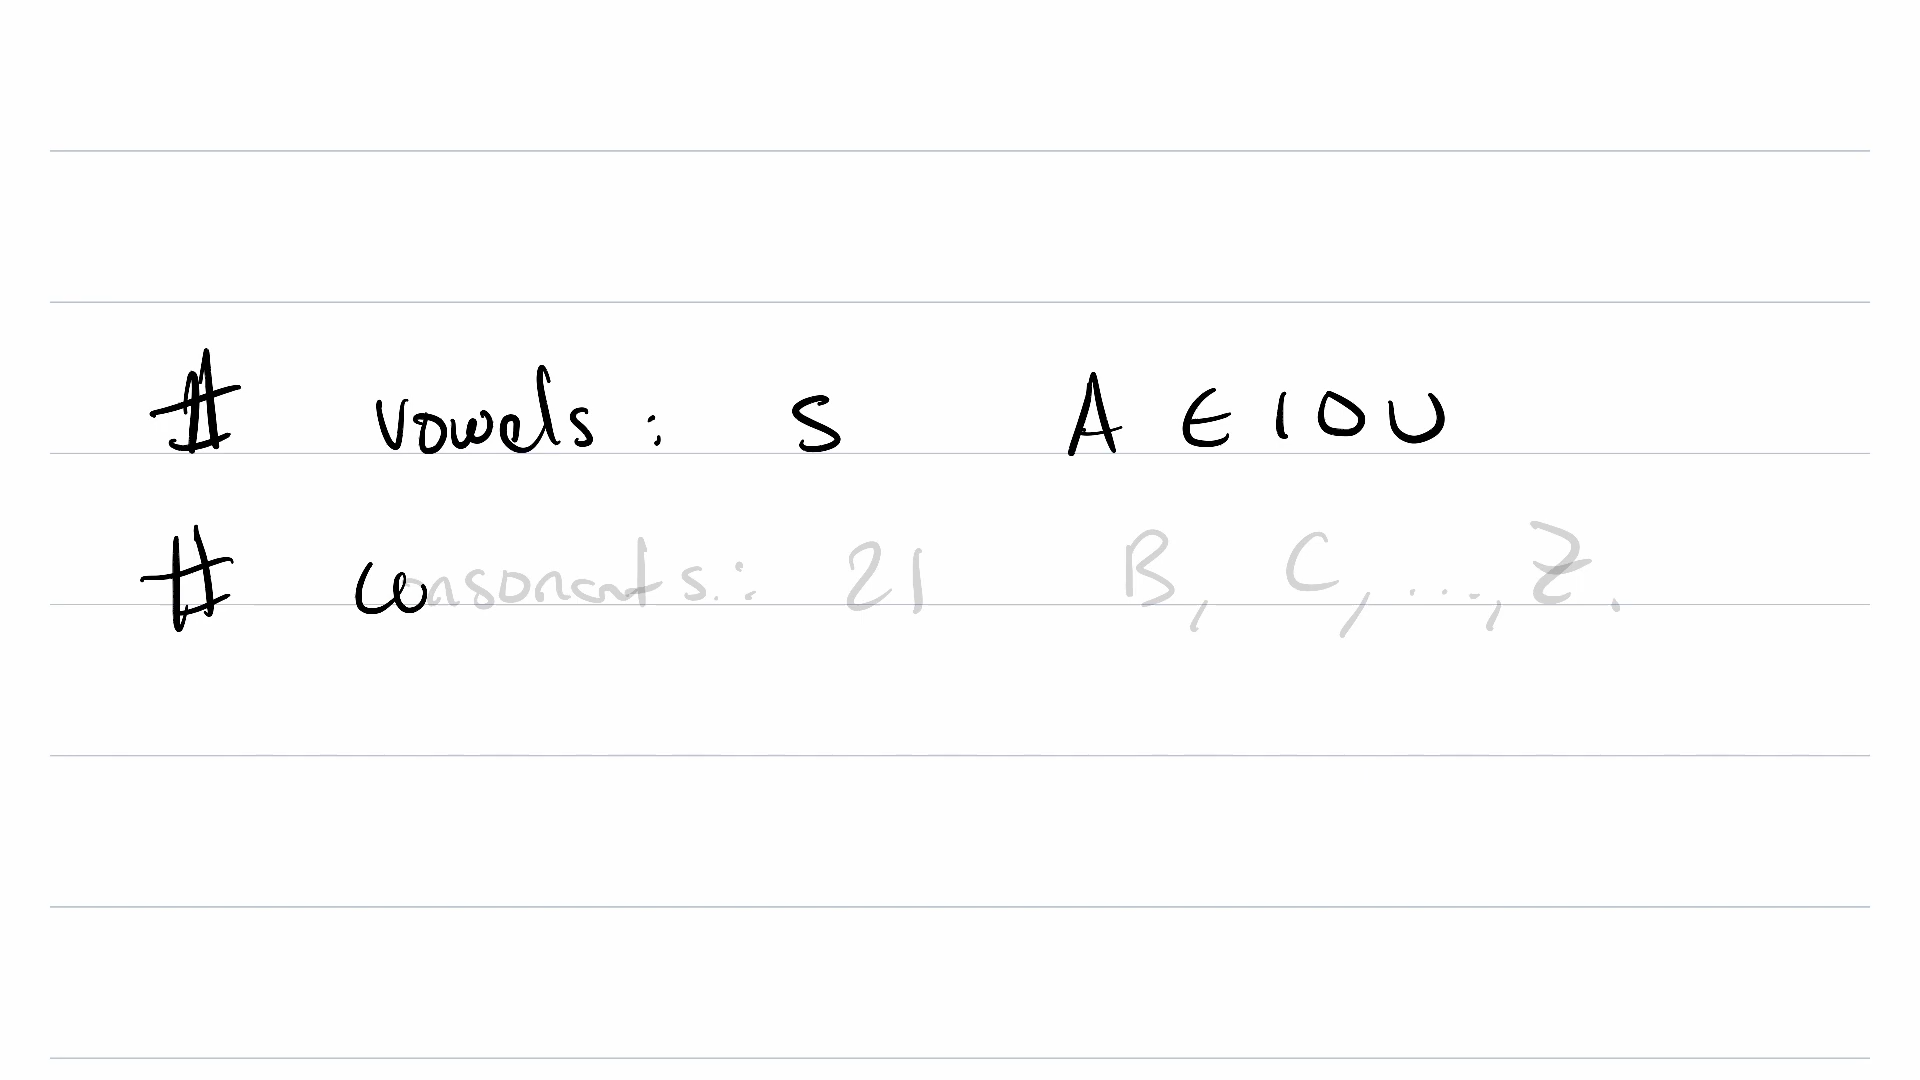 # vowels: 5 A E I O U
# consonants: 21 B, C, ..., Z.